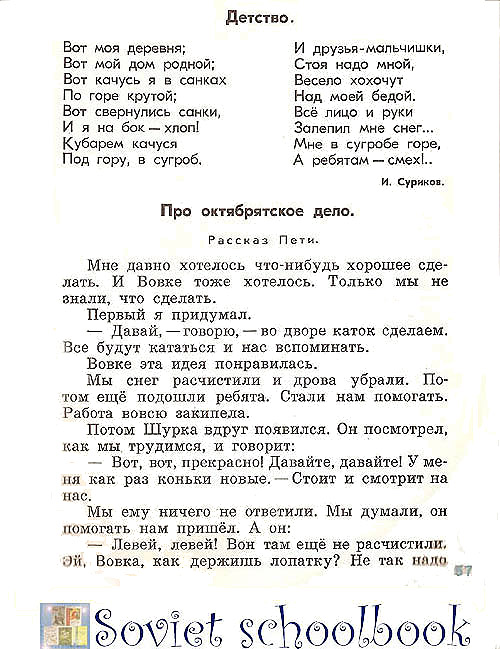 Детство.
Вот моя деревня;
Вот мой дом родной;
Вот качусь я в санках
По горе крутой;
Вот свернулись санки,
И я на бок — хлоп!
Кубарем качуся
Под гору, в сугроб.
И друзья-мальчишки,
Стоя надо мной,
Весело хохочут
Над моей бедой.
Всё лицо и руки
Залепил мне снег...
Мне в сугробе горе,
А ребятам — смех!..
И. Суриков.
Про октябрятское дело.
Рассказ Пети.
Мне давно хотелось что-нибудь хорошее сде-
лать. И Вовке тоже хотелось. Только мы не
знали, что сделать.
Первый я придумал.
— Давай, — говорю, — во дворе каток сделаем.
Все будут кататься и нас вспоминать.
Вовке эта идея понравилась.
Мы снег расчистили и дрова убрали. По-
том ещё подошли ребята. Стали нам помогать.
Работа вовсю закипела.
Потом Шурка вдруг появился. Он посмотрел,
как мы трудимся, и говорит:
— Вот, вот, прекрасно! Давайте, давайте! У ме-
ня как раз коньки новые. — Стоит и смотрит на
нас.
Мы ему ничего не ответили. Мы думали, он
помогать нам пришёл. А он:
— Левей, левей! Вон там ещё не расчистили.
Эй, Вовка, как держишь лопатку? Не так надо
57
Soviet schoolbook